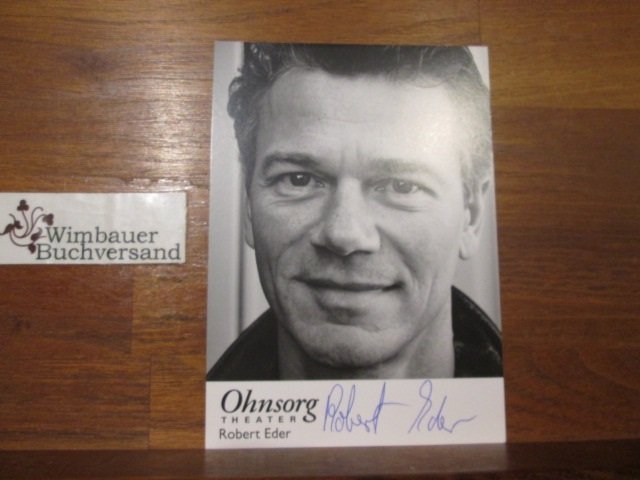 Wimbauer
Buchversand
Ohnsorg
THEATER
Robert Eder
Robert Eder